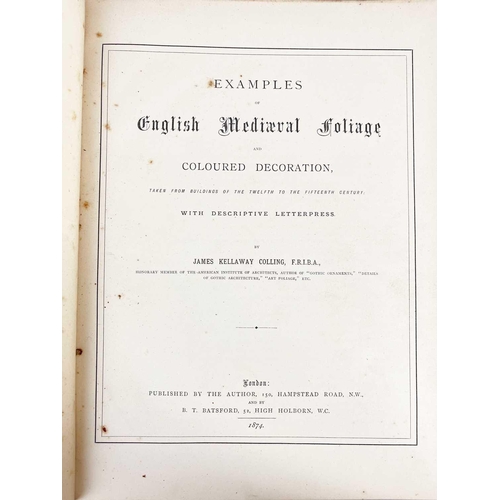 EXAMPLES
OF
English Mediæval Foliage
AND
COLOURED DECORATION,
TAKEN FROM BUILDINGS OF THE TWELFTH TO THE FIFTEENTH CENTURY.
WITH DESCRIPTIVE LETTERPRESS.
BY
JAMES KELLAWAY COLLING, F.R.I.B.A.,
HONORARY MEMBER OF THE AMERICAN INSTITUTE OF ARCHITECTS, AUTHOR OF "GOTHIC ORNAMENTS," "DETAILS
OF GOTHIC ARCHITECTURE," "ART FOLIAGE," ETC.
London:
PUBLISHED BY THE AUTHOR, 150, HAMPSTEAD ROAD, N.W.,
AND BY
B. T. BATSFORD, 52, HIGH HOLBORN, W.C.
1874.